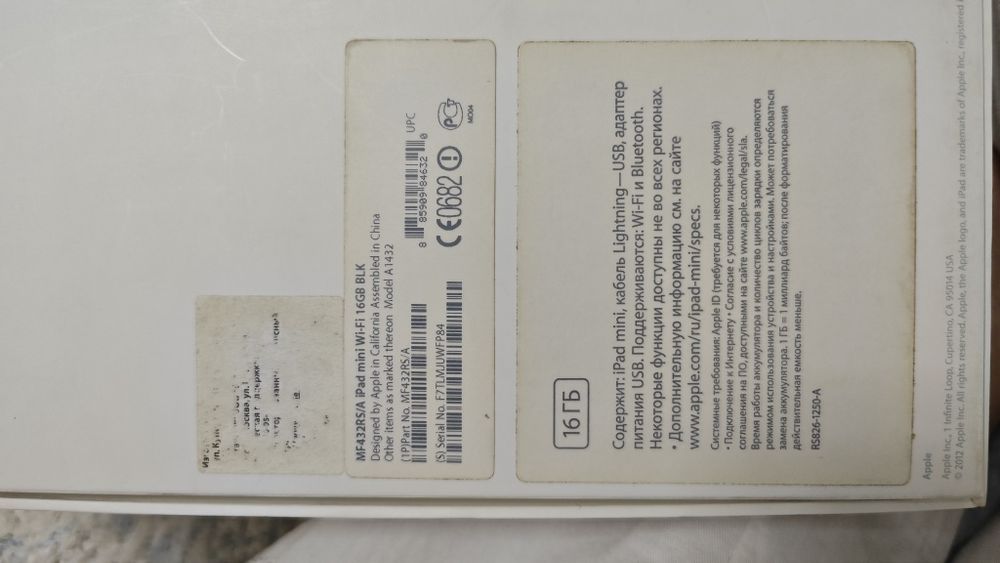 MF432RS/A iPad mini Wi-Fi 16GB BLK
Designed by Apple in California Assembled in China
Other items as marked thereon Model A1432
(1P)Part No. MF432RS/A
UPC
8 85909 84632 0
(S) Serial No. F7TLMJUWFP84
CE0682
PCT
MO04
16 ГБ
Содержит: iPad mini, кабель Lightning—USB, адаптер
питания USB. Поддерживаются: Wi-Fi и Bluetooth.
Некоторые функции доступны не во всех регионах.
• Дополнительную информацию см. на сайте
www.apple.com/ru/ipad-mini/specs.
Системные требования: Apple ID (требуется для некоторых функций)
• Подключение к Интернету • Согласие с условиями лицензионного
соглашения на ПО, доступными на сайте www.apple.com/legal/sla.
Время работы аккумулятора и количество циклов зарядки определяются
режимом использования устройства и настройками. Может потребоваться
замена аккумулятора. 1 ГБ = 1 миллиард байтов; после форматирования
действительная емкость меньше.
RS826-1250-A
Apple
Apple Inc., 1 Infinite Loop, Cupertino, CA 95014 USA
© 2012 Apple Inc. All rights reserved. Apple, the Apple logo, and iPad are trademarks of Apple Inc., registered